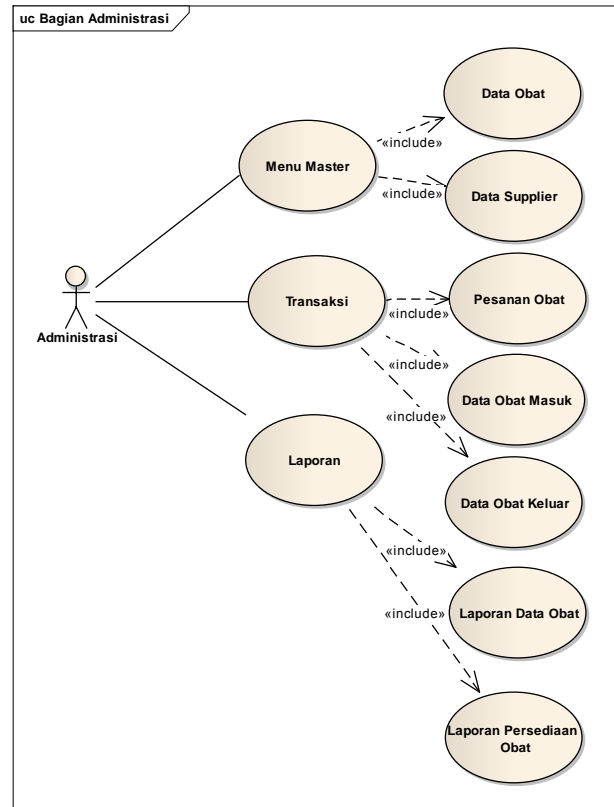 uc Bagian Administrasi
Data Obat
«include»
Menu Master
«include»
Data Supplier
Transaksi
Pesanan Obat
«include»
Administrasi
«include»
Data Obat Masuk
Laporan
Data Obat Keluar
«include»
Laporan Data Obat
«include»
Laporan Persediaan
Obat